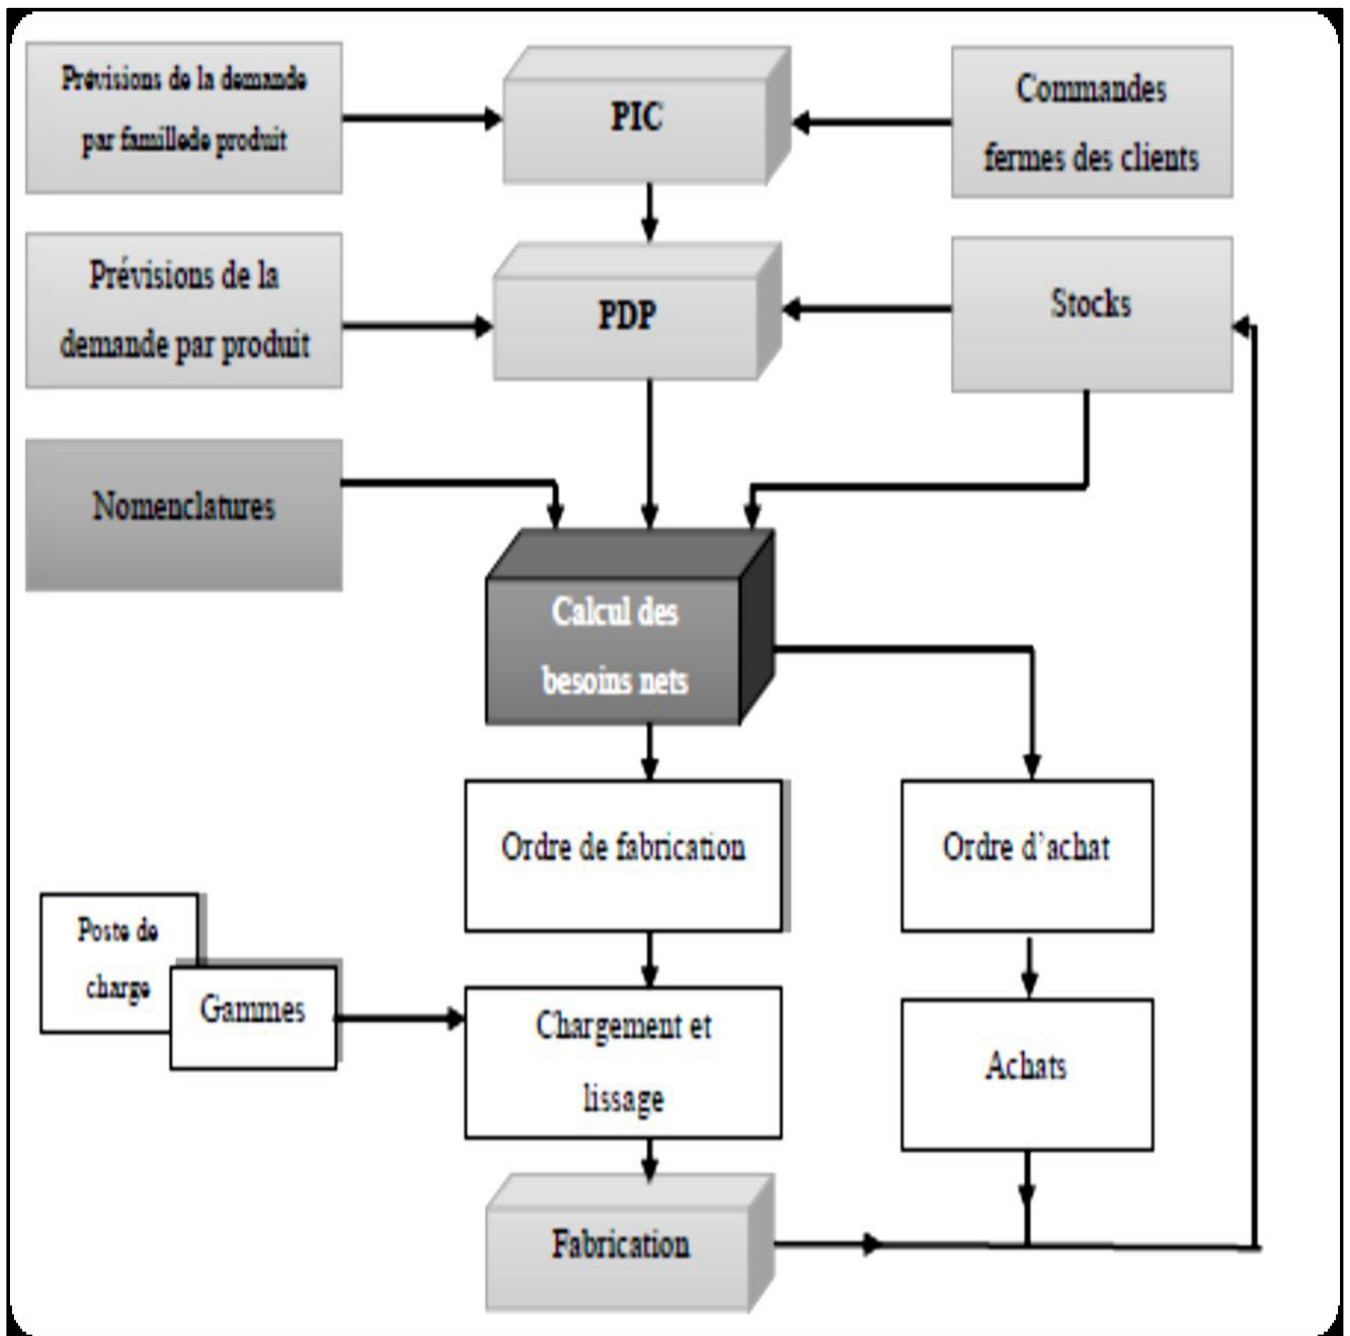 Prévisions de la demande
par famillede produit
PIC
Commandes
fermes des clients
Prévisions de la
demande par produit
PDP
Stocks
Nomenclatures
Calcul des
besoins nets
Ordre de fabrication
Ordre d'achat
Poste de
charge
Gammes
Chargement et
lissage
Achats
Fabrication